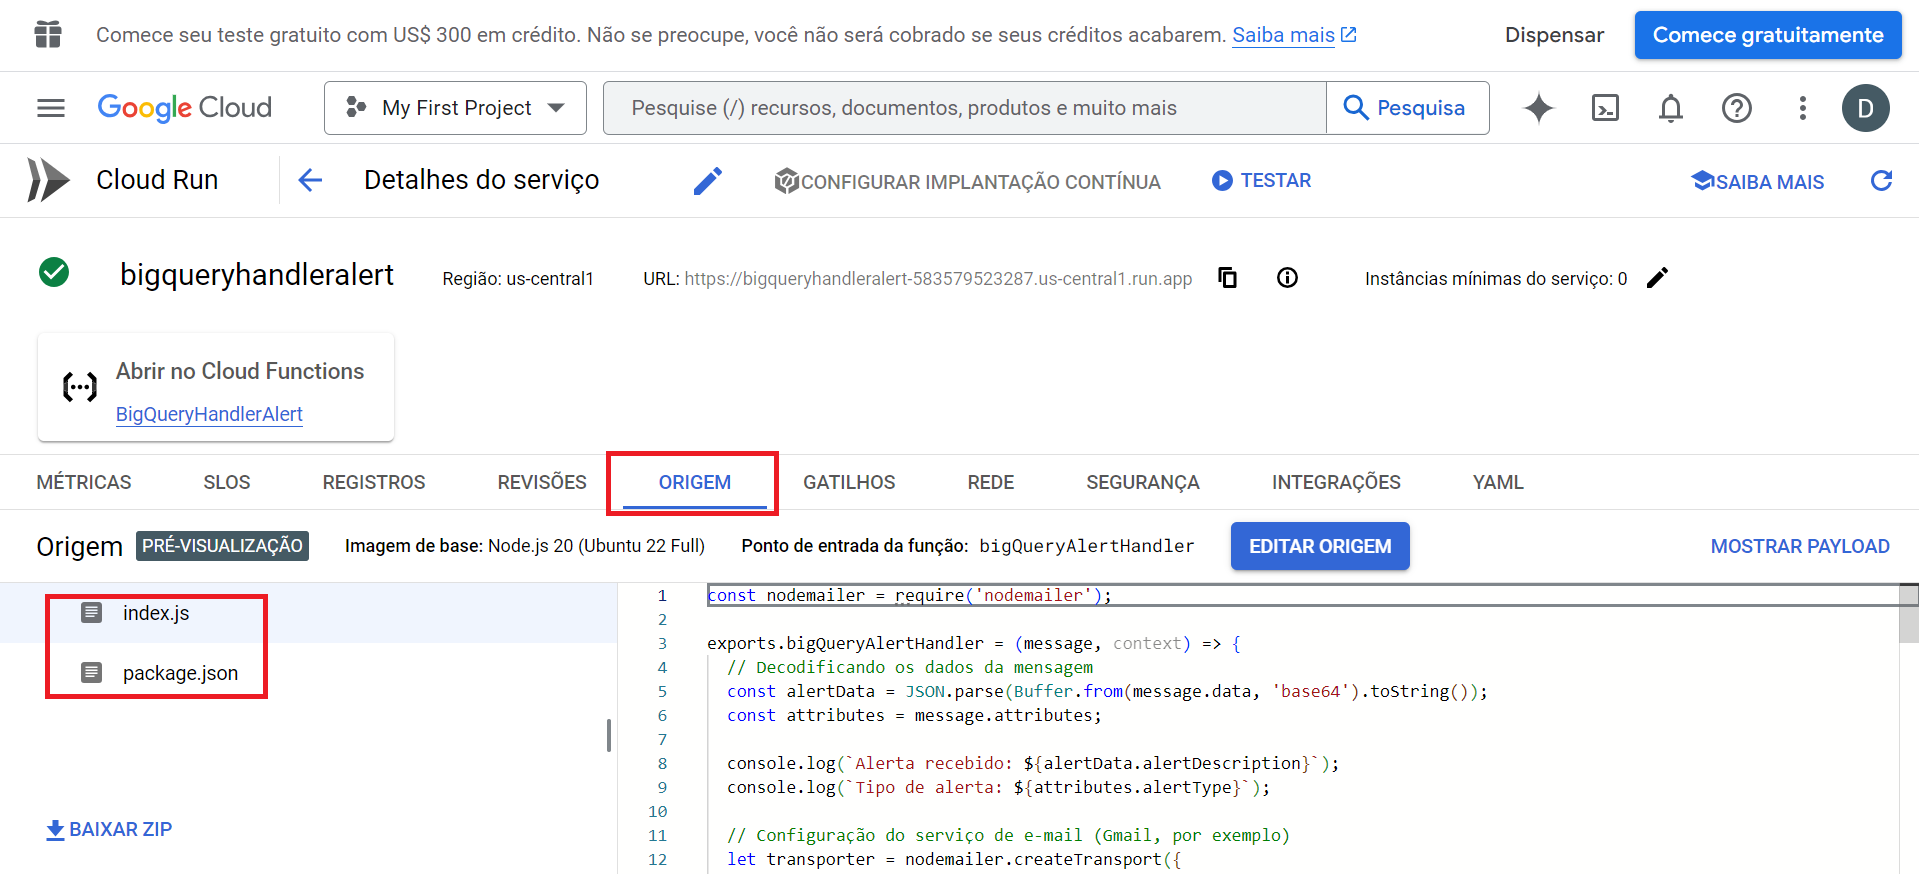 Comece seu teste gratuito com US$ 300 em crédito. Não se preocupe, você não será cobrado se seus créditos acabarem. Saiba mais
Dispensar
Comece gratuitamente
Google Cloud
My First Project
Pesquise (/) recursos, documentos, produtos e muito mais
Pesquisa
D
Cloud Run
Detalhes do serviço
CONFIGURAR IMPLANTAÇÃO CONTÍNUA
TESTAR
SAIBA MAIS
bigqueryhandleralert
Região: us-central1
URL: https://bigqueryhandleralert-583579523287.us-central1.run.app
Instâncias mínimas do serviço: 0
Abrir no Cloud Functions
BigQueryHandlerAlert
MÉTRICAS
SLOS
REGISTROS
REVISÕES
ORIGEM
GATILHOS
REDE
SEGURANÇA
INTEGRAÇÕES
YAML
Origem
PRÉ-VISUALIZAÇÃO
Imagem de base: Node.js 20 (Ubuntu 22 Full)
Ponto de entrada da função: bigQueryAlertHandler
EDITAR ORIGEM
MOSTRAR PAYLOAD
index.js
package.json
BAIXAR ZIP
1 const nodemailer = require('nodemailer');
2
3 exports.bigQueryAlertHandler = (message, context) => {
4 // Decodificando os dados da mensagem
5 const alertData = JSON.parse(Buffer.from(message.data, 'base64').toString());
6 const attributes = message.attributes;
7
8 console.log(`Alerta recebido: ${alertData.alertDescription}`);
9 console.log(`Tipo de alerta: ${attributes.alertType}`);
10
11 // Configuração do serviço de e-mail (Gmail, por exemplo)
12 let transporter = nodemailer.createTransport({